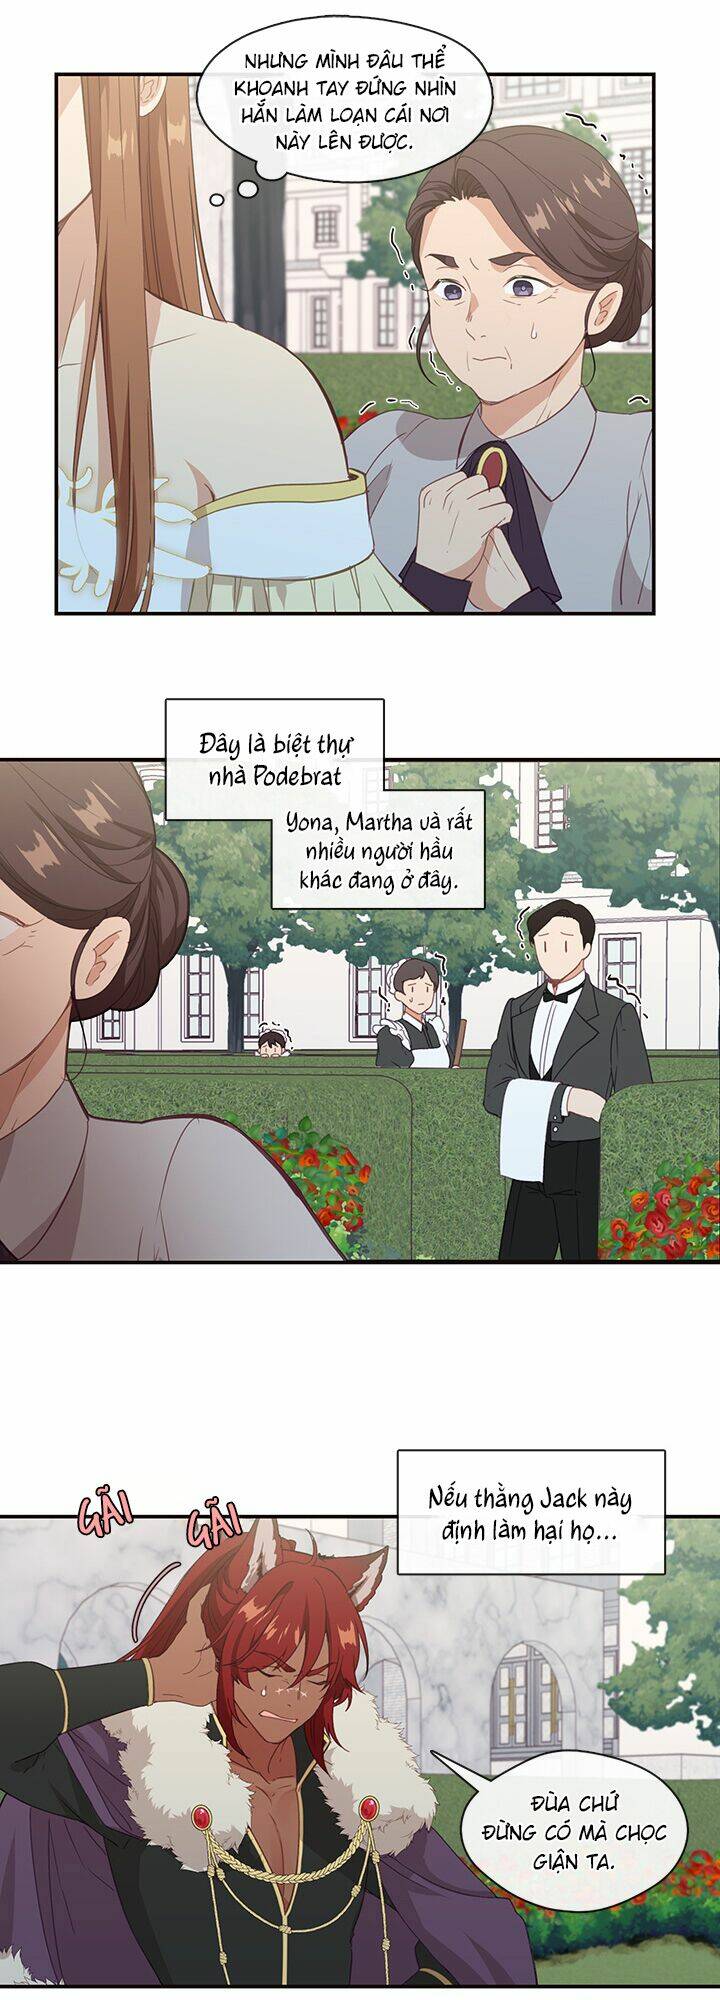 NHƯNG MÌNH ĐÂU THỂ
KHOANH TAY ĐỨNG NHÌN
HẮN LÀM LOẠN CÁI NƠI
NÀY LÊN ĐƯỢC.
Đây là biệt thự
nhà Podebrat
Yona, Martha và rất
nhiều người hầu
khác đang ở đây.
Nếu thằng Jack này
định làm hại họ...
GÃI
GÃI
ĐÙA CHỨ
ĐỪNG CÓ MÀ CHỌC
GIẬN TA.